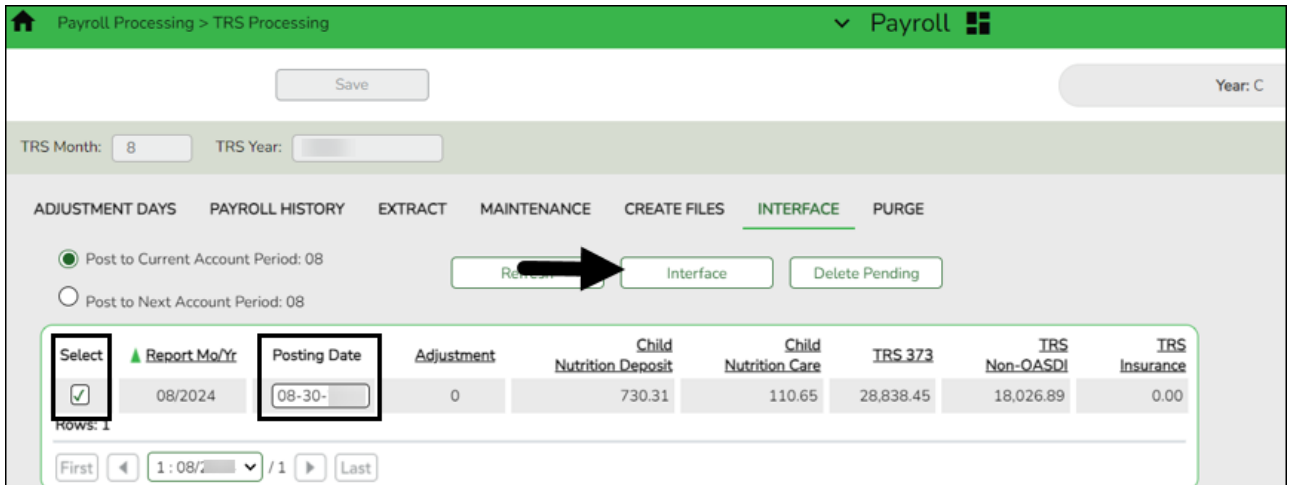 Payroll Processing > TRS Processing
Payroll
Save
Year: C
TRS Month: 8 TRS Year:
ADJUSTMENT DAYS PAYROLL HISTORY EXTRACT MAINTENANCE CREATE FILES INTERFACE PURGE
Post to Current Account Period: 08
Interface Delete Pending
Post to Next Account Period: 08
Select Report Mo/Yr Posting Date Adjustment Child Nutrition Deposit Child Nutrition Care TRS 373 TRS Non-OASDI TRS Insurance
08/2024 08-30- 0 730.31 110.65 28,838.45 18,026.89 0.00
Rows: 1
First 1 : 08/ / 1 Last